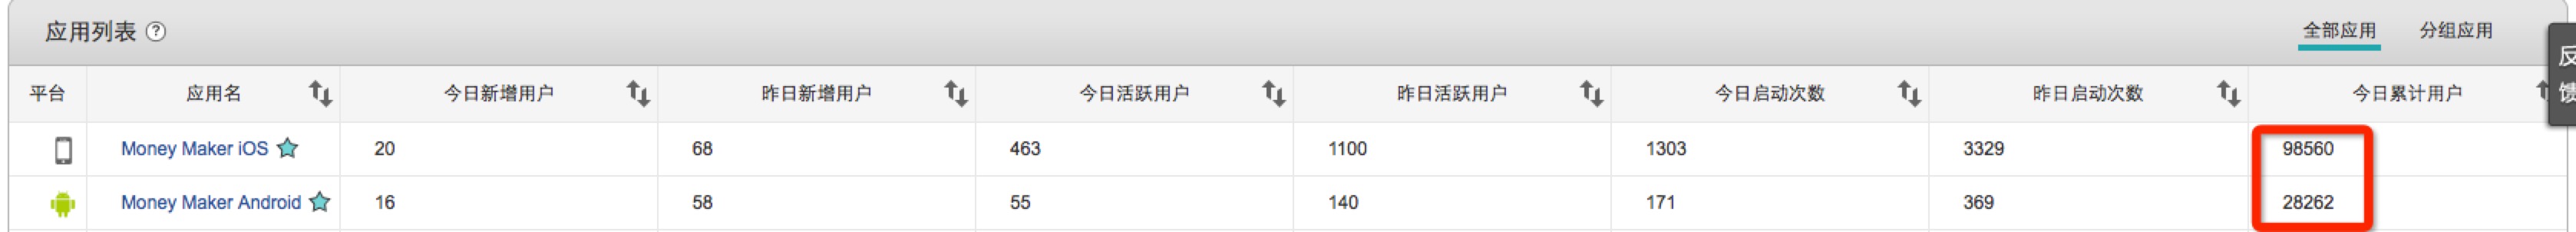 应用列表 ? 全部应用 分组应用
反馈
平台 应用名 今日新增用户 昨日新增用户 今日活跃用户 昨日活跃用户 今日启动次数 昨日启动次数 今日累计用户
Money Maker iOS 20 68 463 1100 1303 3329 98560
Money Maker Android 16 58 55 140 171 369 28262